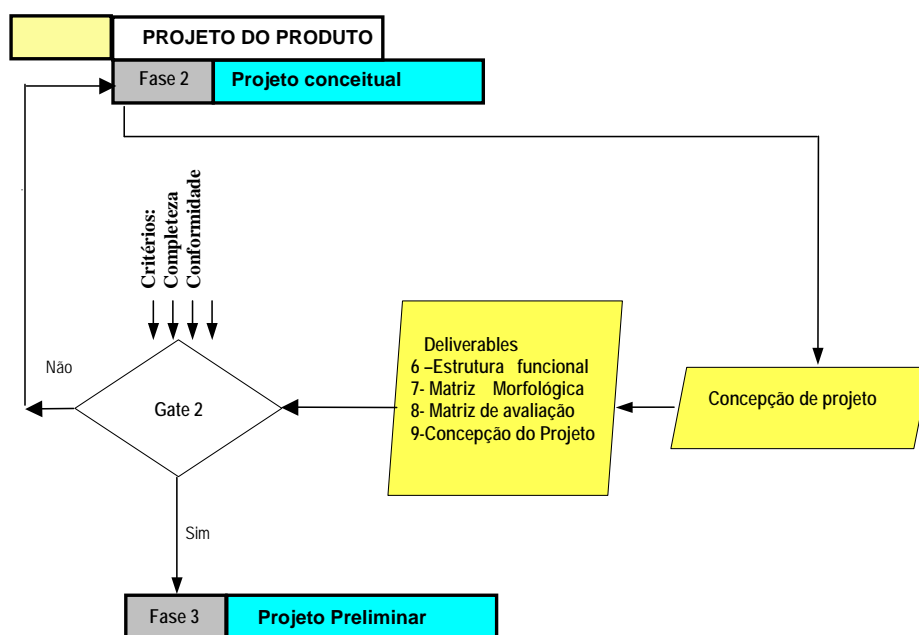 PROJETO DO PRODUTO
Fase 2
Projeto conceitual
Critérios:
Completeza
Conformidade
Não
Gate 2
Deliverables
6 –Estrutura funcional
7- Matriz Morfológica
8- Matriz de avaliação
9-Concepção do Projeto
Concepção de projeto
Sim
Fase 3
Projeto Preliminar